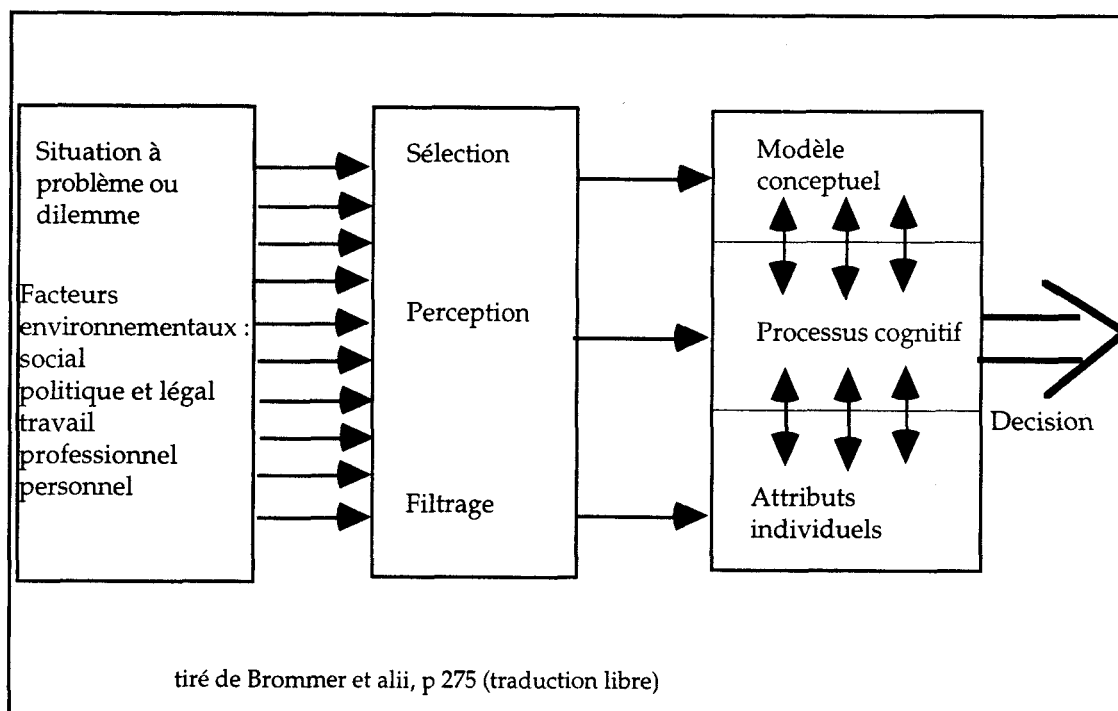 Situation à
problème ou
dilemme
Facteurs
environnementaux :
social
politique et légal
travail
professionnel
personnel
Sélection
Perception
Filtrage
Modèle
conceptuel
Processus cognitif
Attributs
individuels
Decision
tiré de Brommer et alii, p 275 (traduction libre)